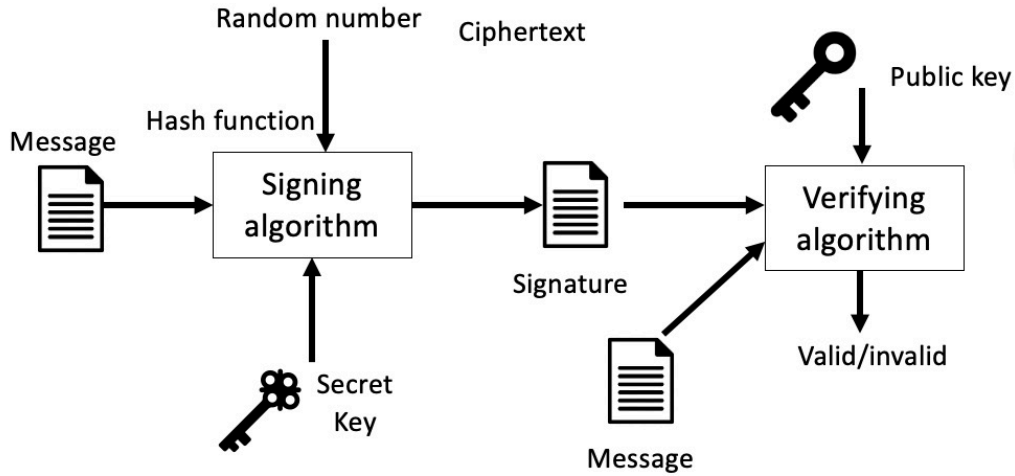 Random number
Ciphertext
Public key
Hash function
Message
Signing
algorithm
Verifying
algorithm
Signature
Secret
Key
Valid/invalid
Message